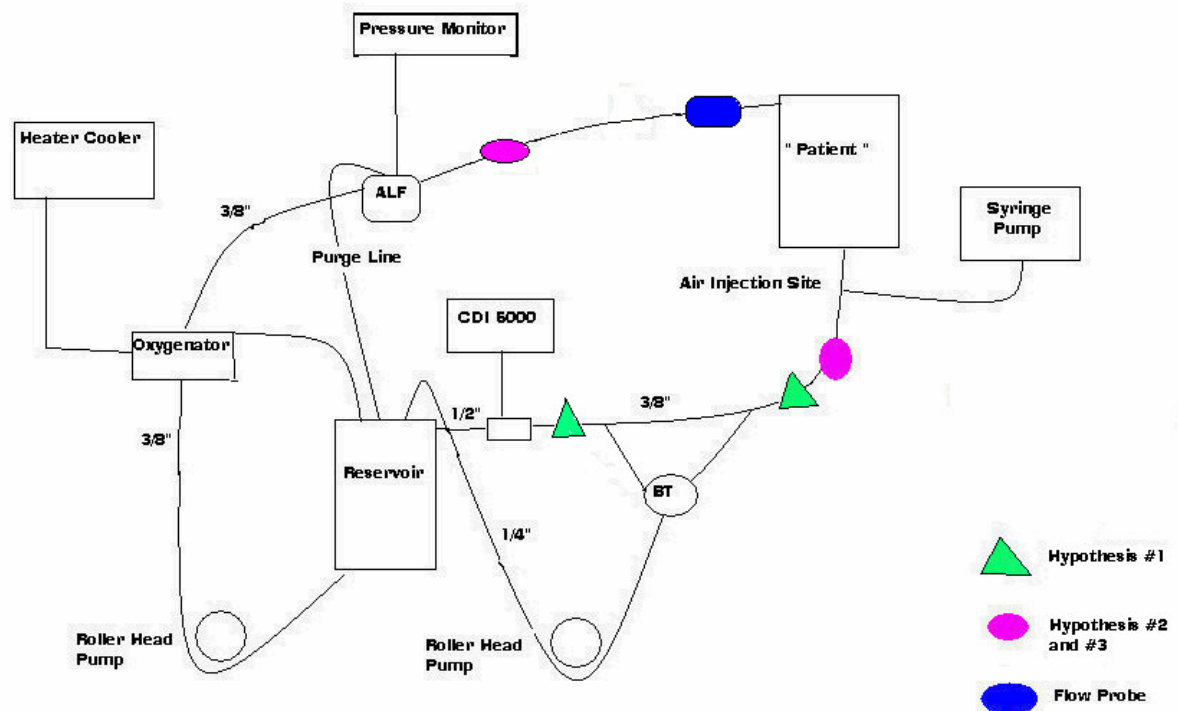 Pressure Monitor
Heater Cooler
" Patient "
ALF
Syringe
Pump
3/8"
Purge Line
Air Injection Site
CDI 5000
Oxygenator
1/2"
3/8"
3/8"
Reservoir
BT
1/4"
Hypothesis #1
Roller Head
Pump
Roller Head
Pump
Hypothesis #2
and #3
Flow Probe